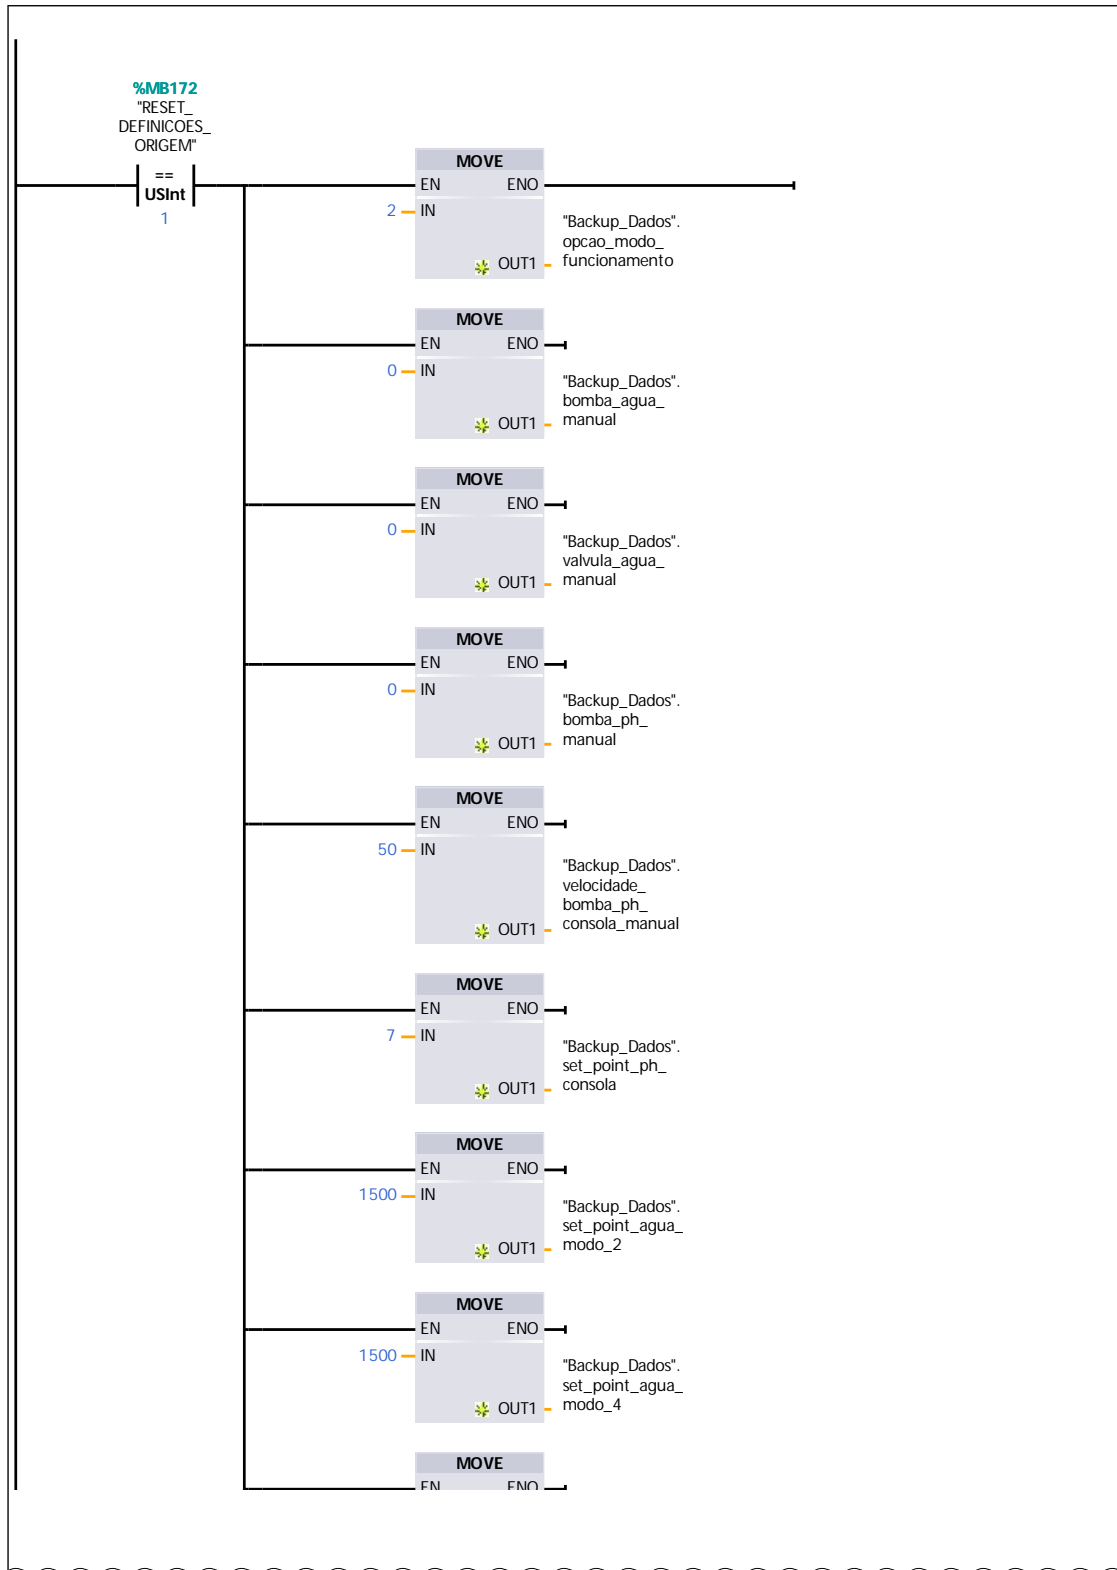 %MB172
"RESET_
DEFINICOES_
ORIGEM"
==
USInt
1
MOVE
EN ENO
2 IN
"Backup_Dados".
opcao_modo_
OUT1 funcionamento
MOVE
EN ENO
0 IN
"Backup_Dados".
bomba_agua_
OUT1 manual
MOVE
EN ENO
0 IN
"Backup_Dados".
valvula_agua_
OUT1 manual
MOVE
EN ENO
0 IN
"Backup_Dados".
bomba_ph_
OUT1 manual
MOVE
EN ENO
50 IN
"Backup_Dados".
velocidade_
bomba_ph_
OUT1 consola_manual
MOVE
EN ENO
7 IN
"Backup_Dados".
set_point_ph_
OUT1 consola
MOVE
EN ENO
1500 IN
"Backup_Dados".
set_point_agua_
OUT1 modo_2
MOVE
EN ENO
1500 IN
"Backup_Dados".
set_point_agua_
OUT1 modo_4
MOVE
EN ENO